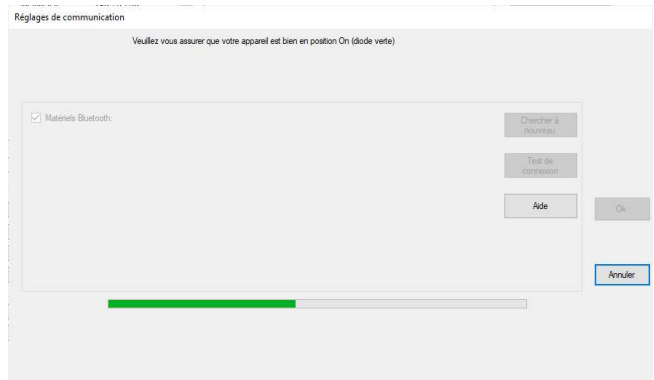 Réglages de communication
Veuillez vous assurer que votre appareil est bien en position On (diode verte)
Matériels Bluetooth:
Chercher à
nouveau
Test de
connexion
Aide
Ok
Annuler